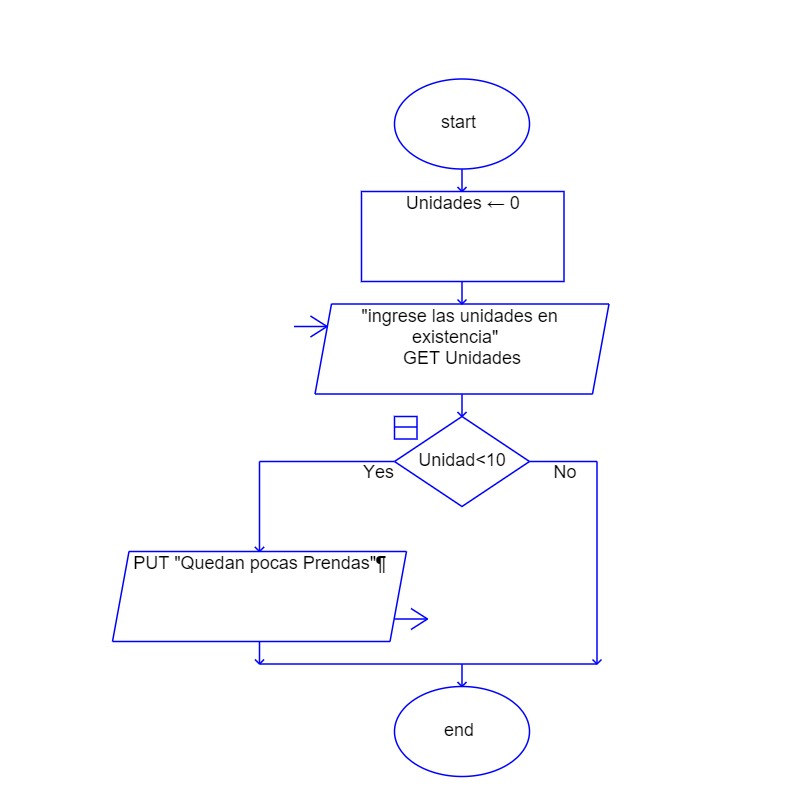 start
Unidades ← 0
"ingrese las unidades en
existencia"
GET Unidades
Unidad<10
Yes
No
PUT "Quedan pocas Prendas"¶
end